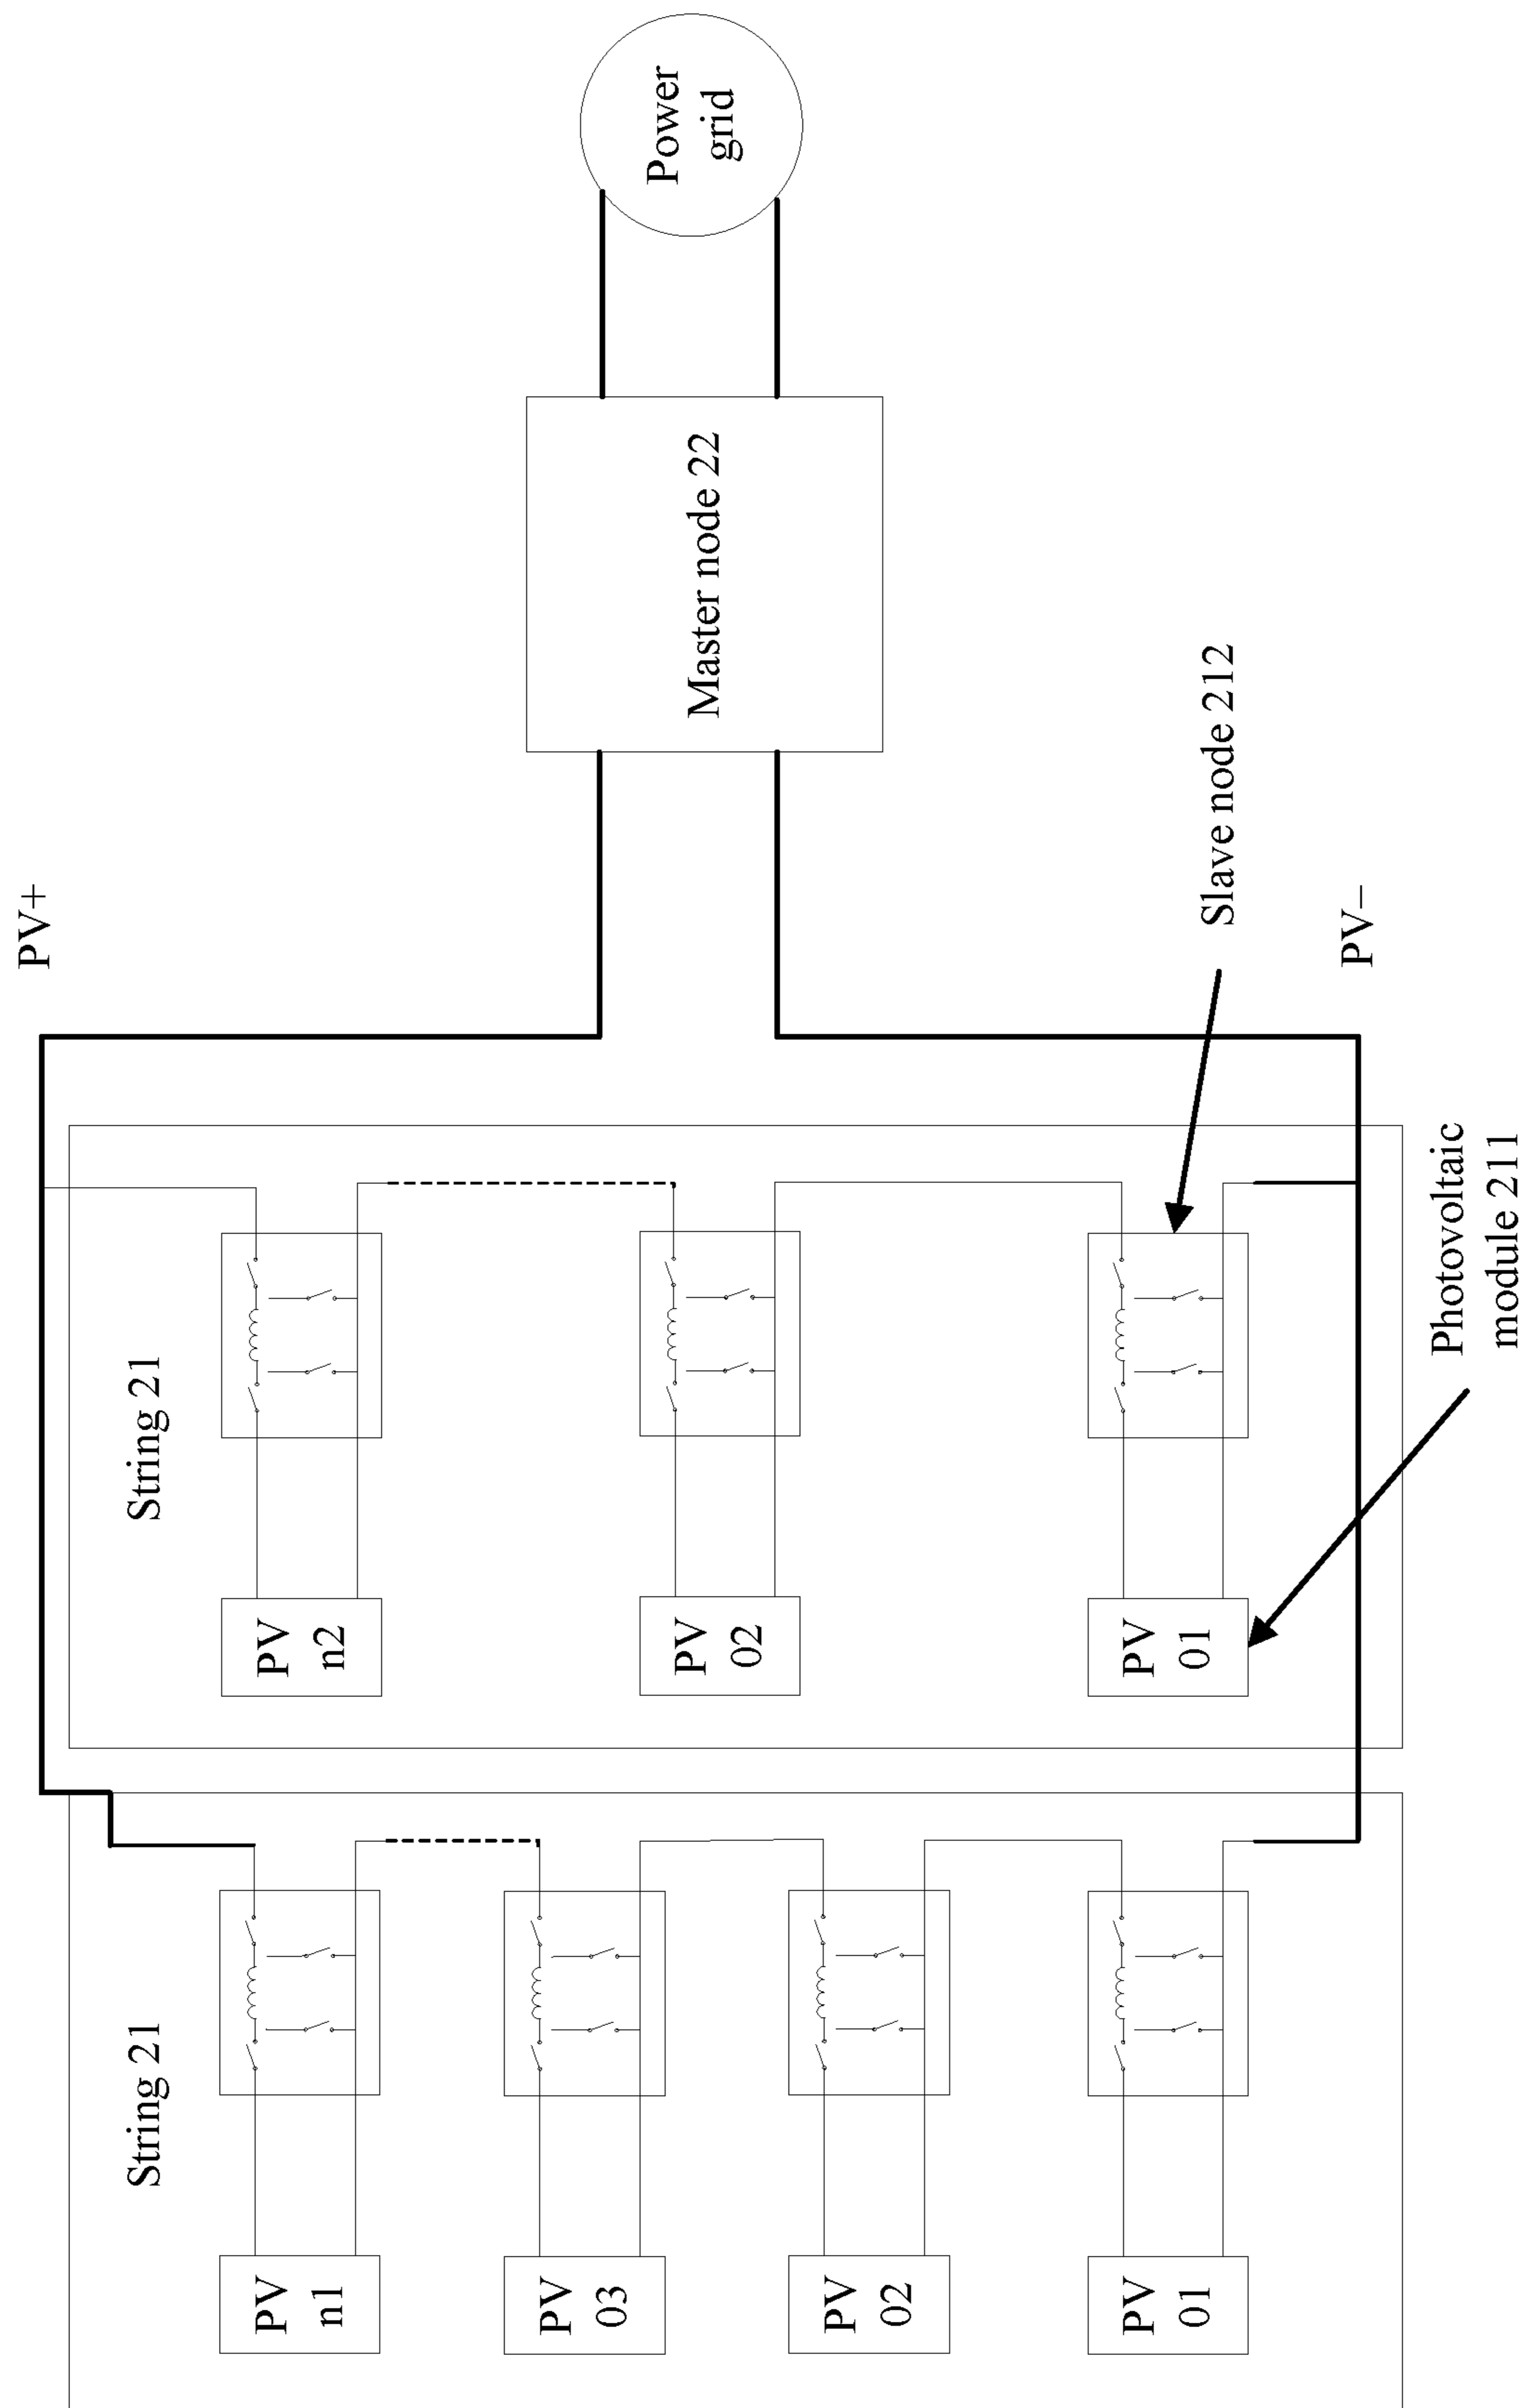 String 21
PV
n1
PV
03
PV
02
PV
01
String 21
PV
n2
PV
02
PV
01
Photovoltaic
module 211
Slave node 212
PV+
PV–
Master node 22
Power
grid